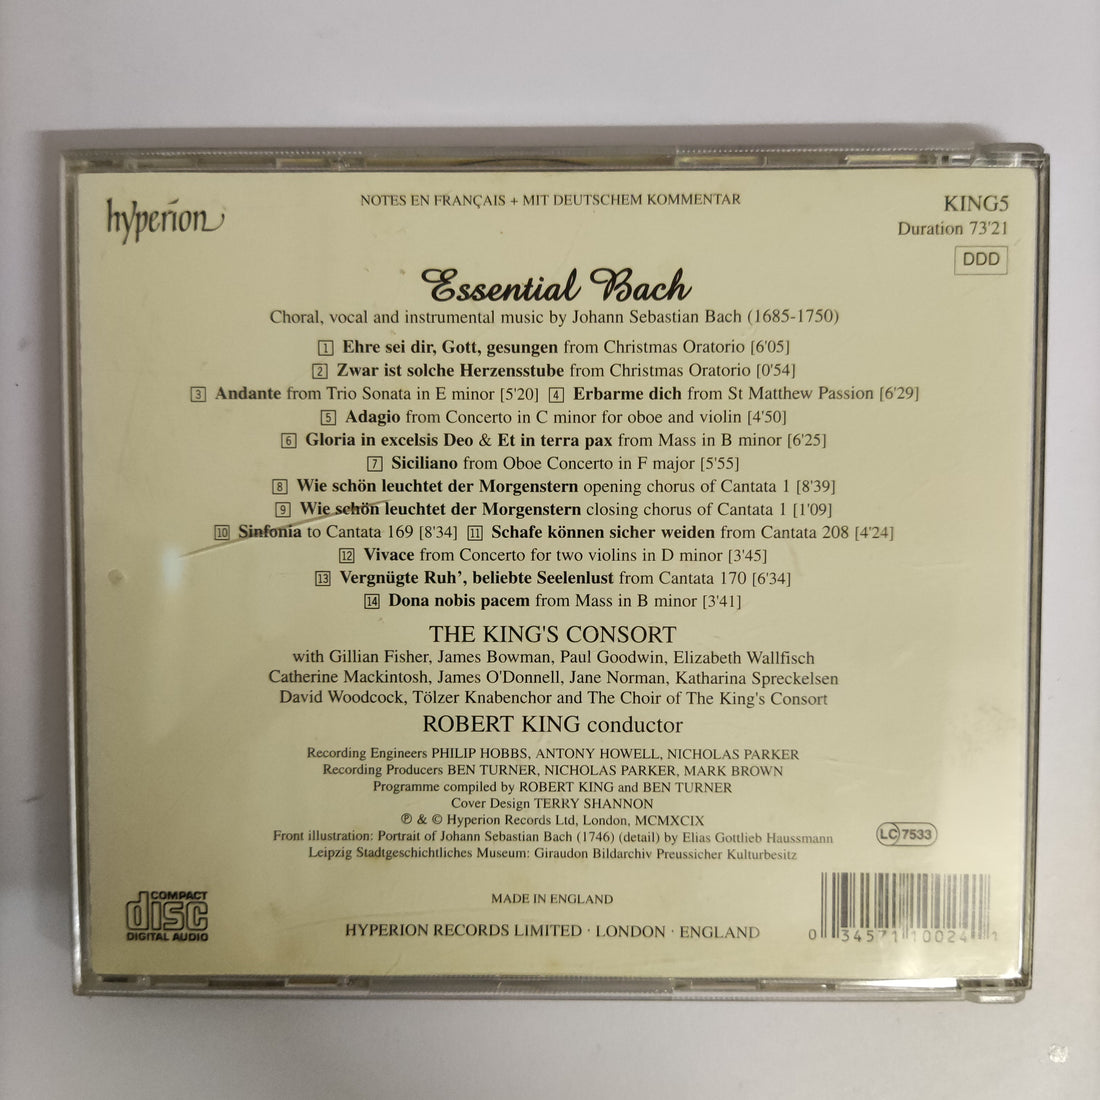 hyperion
NOTES EN FRANÇAIS + MIT DEUTSCHEM KOMMENTAR
KING5
Duration 73'21
DDD
Essential Bach
Choral, vocal and instrumental music by Johann Sebastian Bach (1685-1750)
1 Ehre sei dir, Gott, gesungen from Christmas Oratorio [6'05]
2 Zwar ist solche Herzensstube from Christmas Oratorio [0'54]
3 Andante from Trio Sonata in E minor [5'20] 4 Erbarme dich from St Matthew Passion [6'29]
5 Adagio from Concerto in C minor for oboe and violin [4'50]
6 Gloria in excelsis Deo & Et in terra pax from Mass in B minor [6'25]
7 Siciliano from Oboe Concerto in F major [5'55]
8 Wie schön leuchtet der Morgenstern opening chorus of Cantata 1 [8'39]
9 Wie schön leuchtet der Morgenstern closing chorus of Cantata 1 [1'09]
10 Sinfonia to Cantata 169 [8'34] 11 Schafe können sicher weiden from Cantata 208 [4'24]
12 Vivace from Concerto for two violins in D minor [3'45]
13 Vergnügte Ruh', beliebte Seelenlust from Cantata 170 [6'34]
14 Dona nobis pacem from Mass in B minor [3'41]
THE KING'S CONSORT
with Gillian Fisher, James Bowman, Paul Goodwin, Elizabeth Wallfisch
Catherine Mackintosh, James O'Donnell, Jane Norman, Katharina Spreckelsen
David Woodcock, Tölzer Knabenchor and The Choir of The King's Consort
ROBERT KING conductor
Recording Engineers PHILIP HOBBS, ANTONY HOWELL, NICHOLAS PARKER
Recording Producers BEN TURNER, NICHOLAS PARKER, MARK BROWN
Programme compiled by ROBERT KING and BEN TURNER
Cover Design TERRY SHANNON
℗ & © Hyperion Records Ltd, London, MCMXCIX
Front illustration: Portrait of Johann Sebastian Bach (1746) (detail) by Elias Gottlieb Haussmann
Leipzig Stadtgeschichtliches Museum: Giraudon Bildarchiv Preussicher Kulturbesitz
LC 7533
COMPACT
disc
DIGITAL AUDIO
MADE IN ENGLAND
HYPERION RECORDS LIMITED · LONDON · ENGLAND
0 34571 10024 1